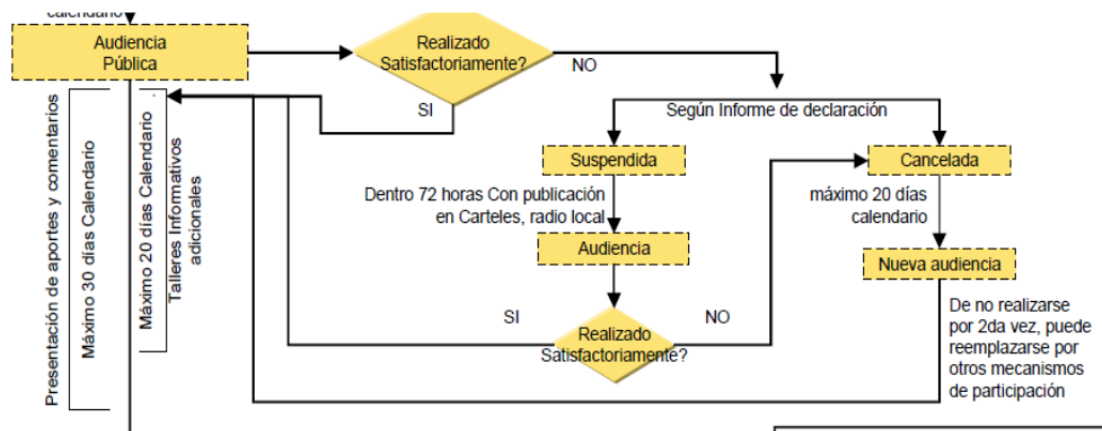 calendario
Audiencia
Pública
Realizado
Satisfactoriamente?
NO
SI
Según Informe de declaración
Suspendida
Cancelada
Dentro 72 horas Con publicación
en Carteles, radio local
máximo 20 días
calendario
Audiencia
Nueva audiencia
SI
NO
Realizado
Satisfactoriamente?
De no realizarse
por 2da vez, puede
reemplazarse por
otros mecanismos
de participación
Presentación de aportes y comentarios
Máximo 30 días Calendario
Máximo 20 días Calendario
Talleres Informativos
adicionales